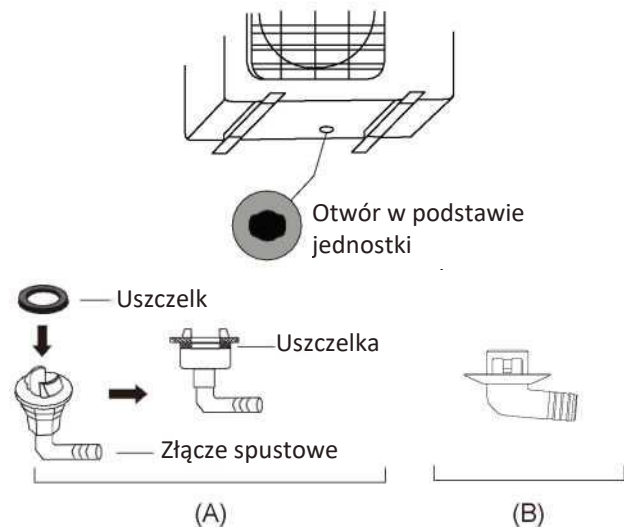 Otwór w podstawie
jednostki
Uszczelk
Uszczelka
Złącze spustowe
(A)
(B)